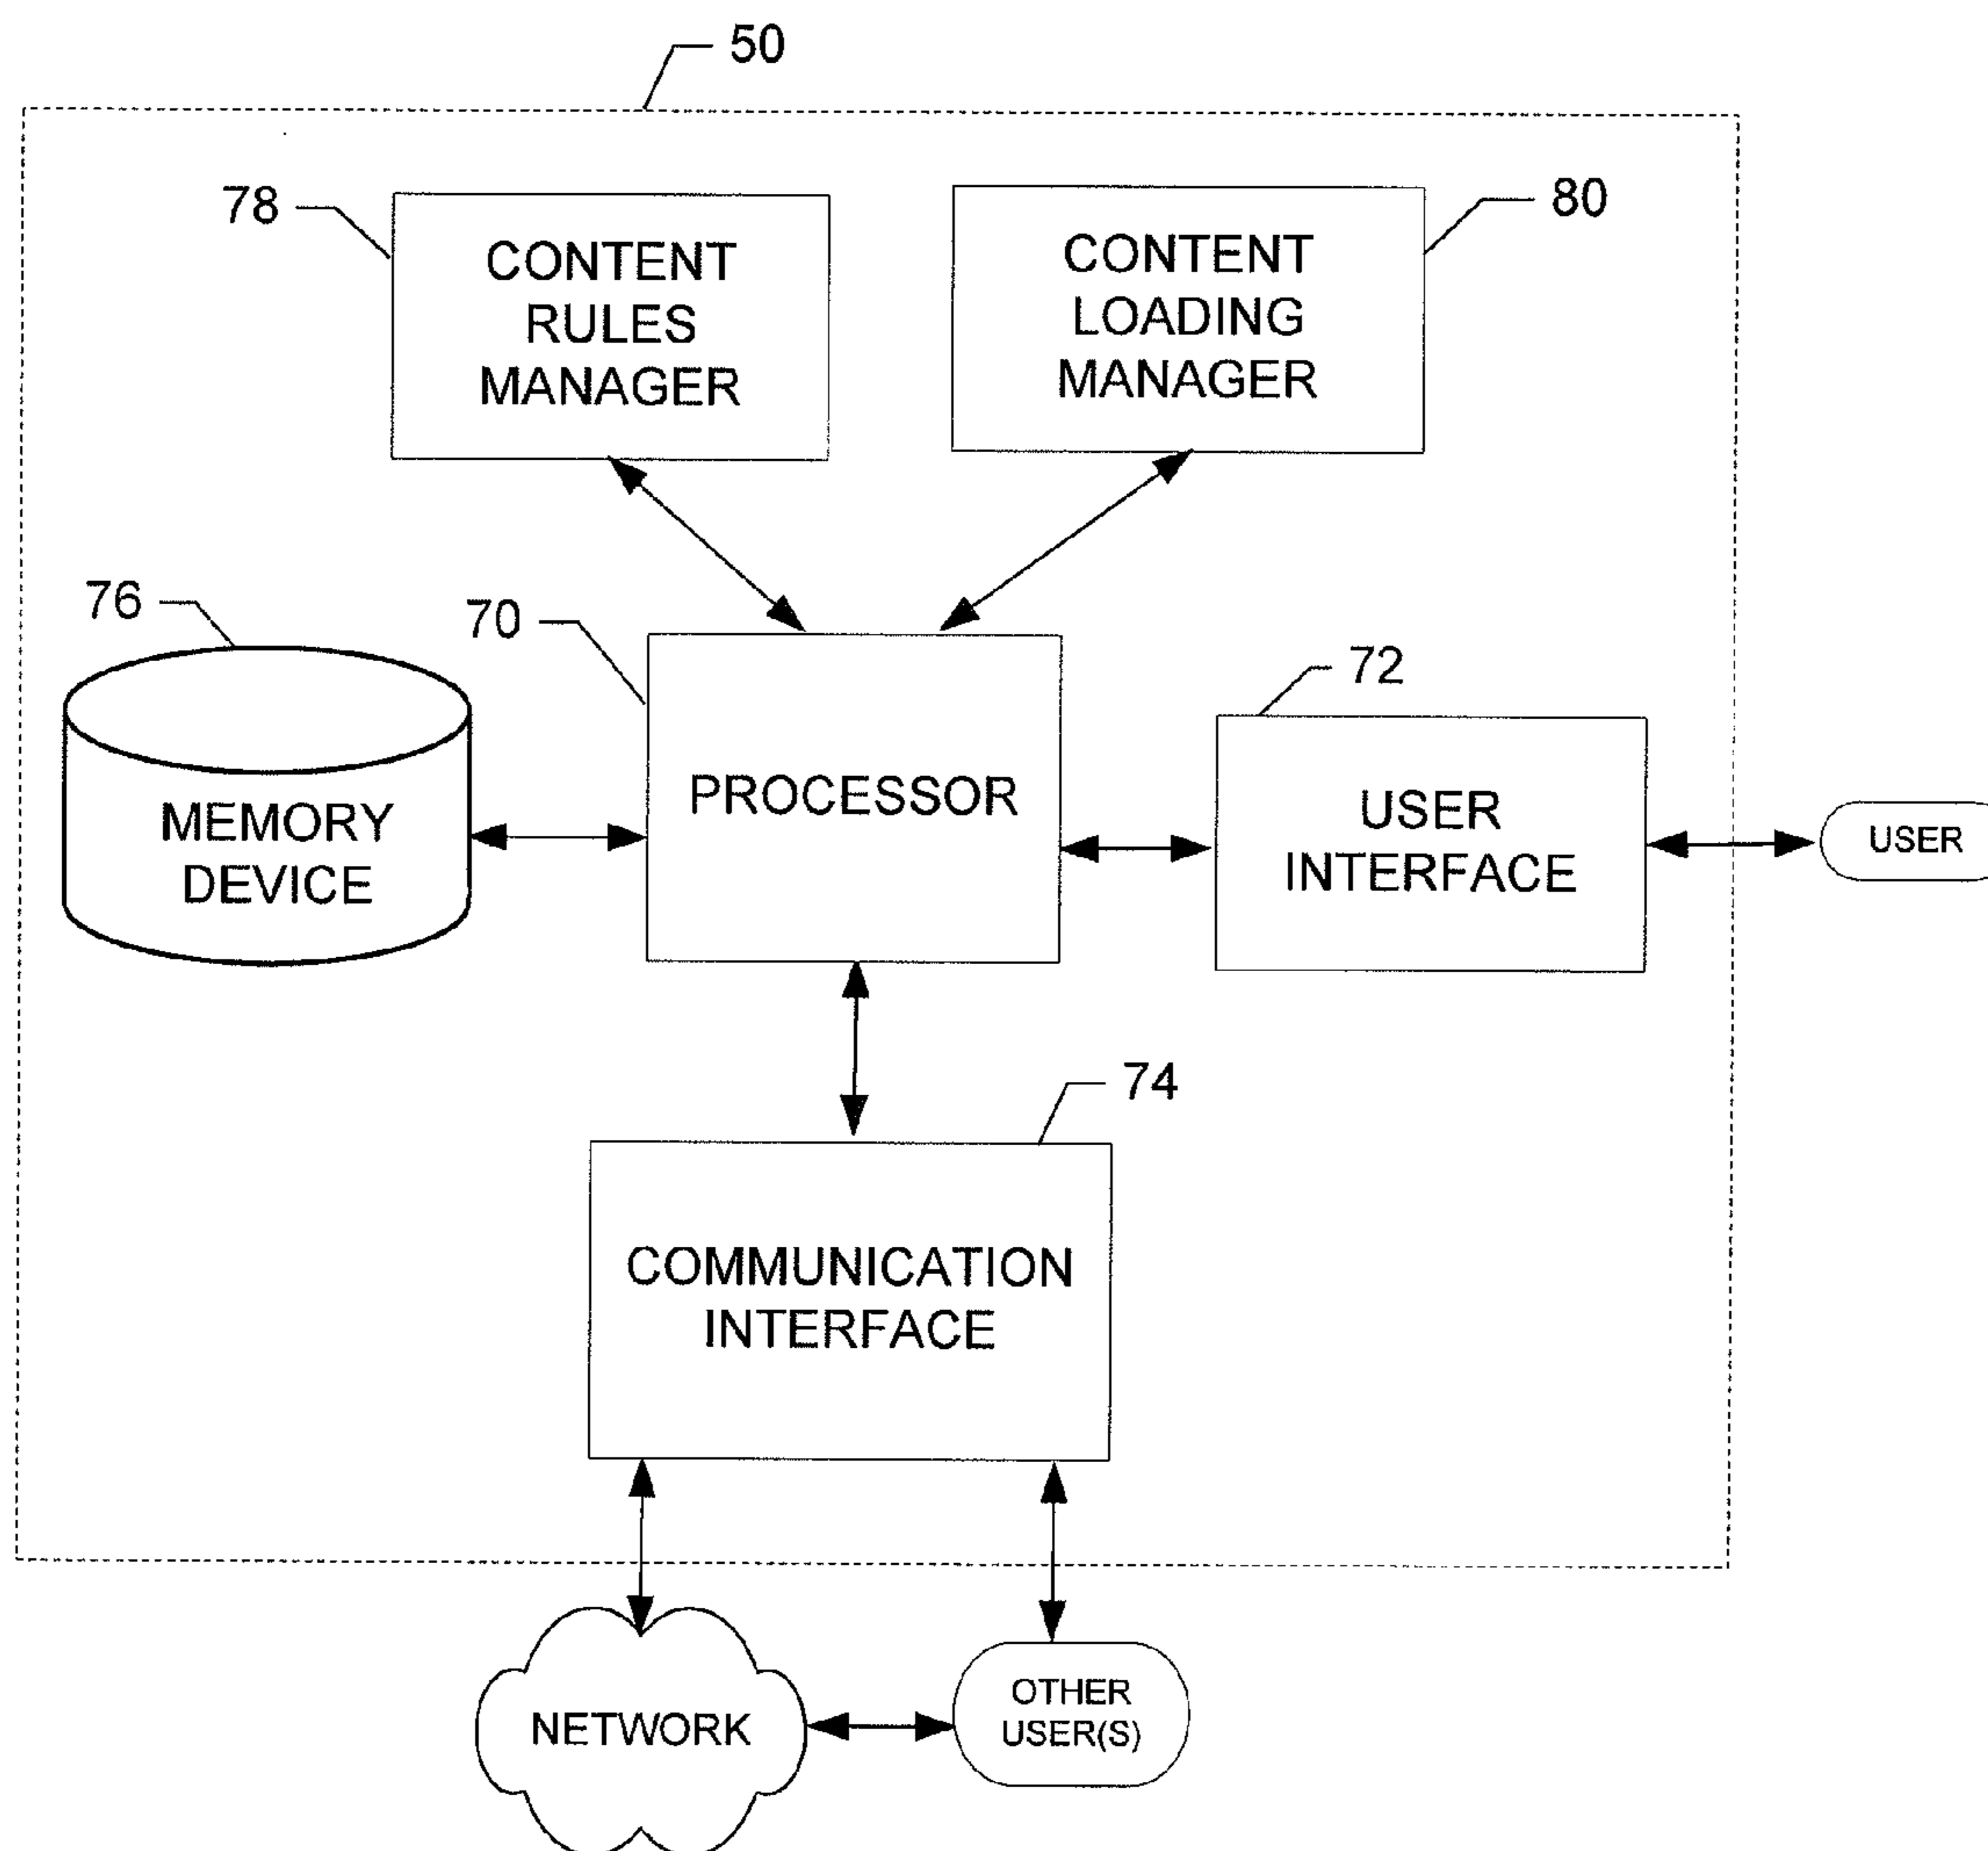 50
78
CONTENT
RULES
MANAGER
80
CONTENT
LOADING
MANAGER
76
MEMORY
DEVICE
70
PROCESSOR
72
USER
INTERFACE
USER
74
COMMUNICATION
INTERFACE
NETWORK
OTHER
USER(S)